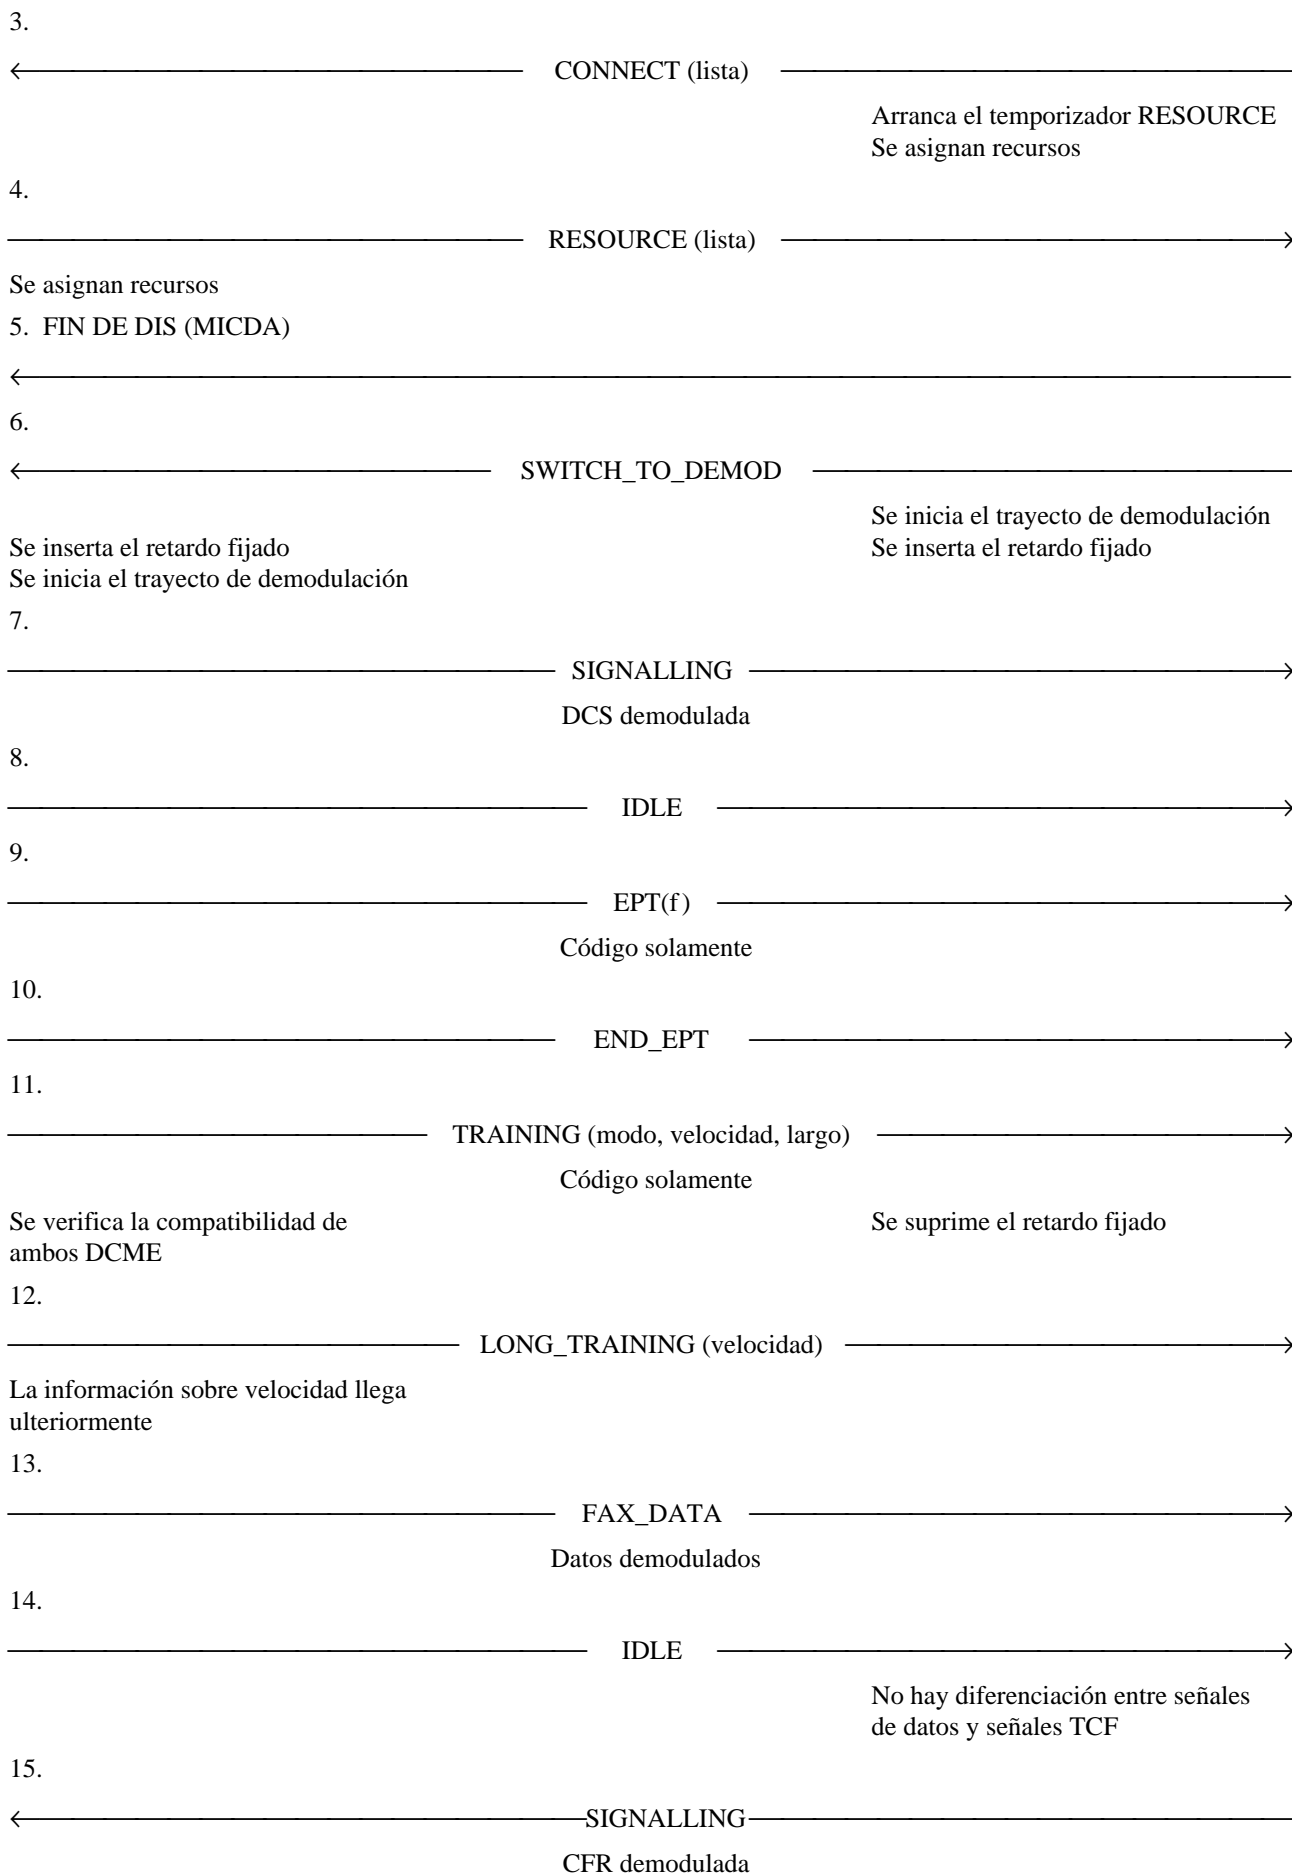 3.
CONNECT (lista)
Arranca el temporizador RESOURCE
Se asignan recursos
4.
RESOURCE (lista)
Se asignan recursos
5. FIN DE DIS (MICDA)
6.
SWITCH_TO_DEMOD
Se inicia el trayecto de demodulación
Se inserta el retardo fijado
Se inserta el retardo fijado
Se inicia el trayecto de demodulación
7.
SIGNALLING
DCS demodulada
8.
IDLE
9.
EPT(f)
Código solamente
10.
END_EPT
11.
TRAINING (modo, velocidad, largo)
Código solamente
Se verifica la compatibilidad de
ambos DCME
Se suprime el retardo fijado
12.
LONG_TRAINING (velocidad)
La información sobre velocidad llega
ulteriormente
13.
FAX_DATA
Datos demodulados
14.
IDLE
No hay diferenciación entre señales
de datos y señales TCF
15.
SIGNALLING
CFR demodulada